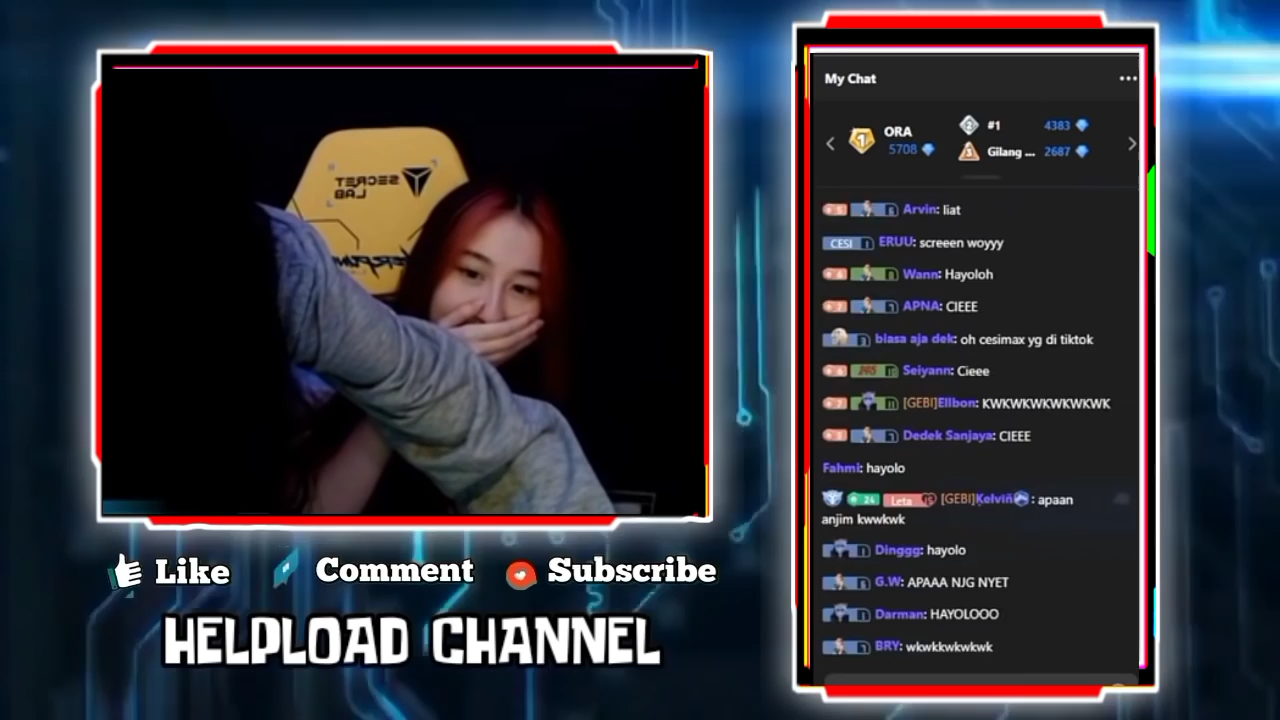 SECRET
LAB
Like
Comment
Subscribe
HELPLOAD CHANNEL
My Chat
ORA
5708
#1
4383
Gilang ...
2687
Arvin: liat
CESI ERUU: screeen woyyy
Wann: Hayoloh
APNA: CIEEE
biasa aja dek: oh cesimax yg di tiktok
Seiyann: Cieee
[GEBI]Ellbon: KWKWKWKWKWKWK
Dedek Sanjaya: CIEEE
Fahmi: hayolo
24 Leta [GEBI]Kelviñ: apaan
anjim kwwkwk
Dinggg: hayolo
G.W: APAAA NJG NYET
Darman: HAYOLOOO
BRY: wkwkkwkwkwk